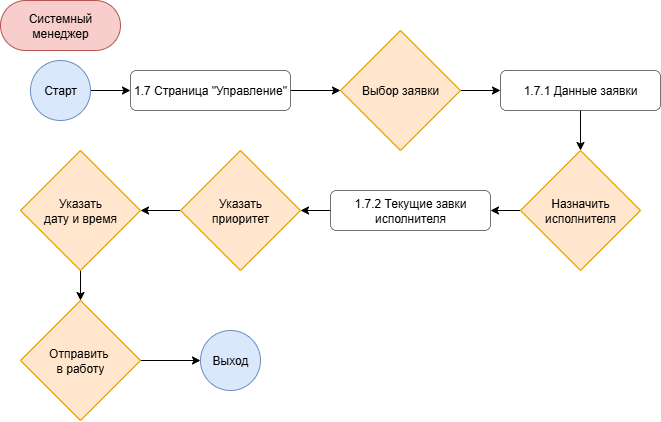 Системный
менеджер
Старт
1.7 Страница "Управление"
Выбор заявки
1.7.1 Данные заявки
Назначить
исполнителя
1.7.2 Текущие завки
исполнителя
Указать
приоритет
Указать
дату и время
Отправить
в работу
Выход